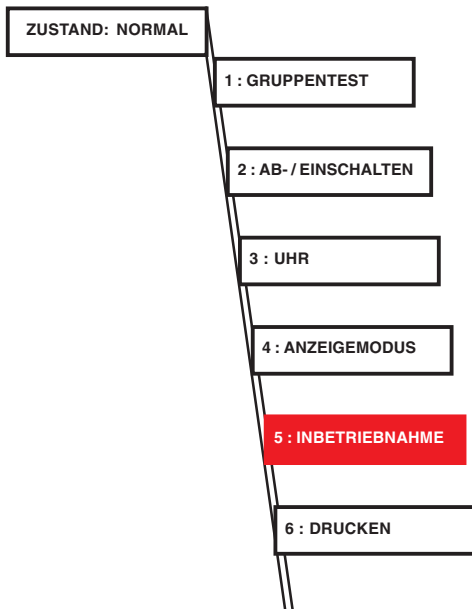 ZUSTAND: NORMAL
1 : GRUPPENTEST
2 : AB- / EINSCHALTEN
3 : UHR
4 : ANZEIGEMODUS
5 : INBETRIEBNAHME
6 : DRUCKEN